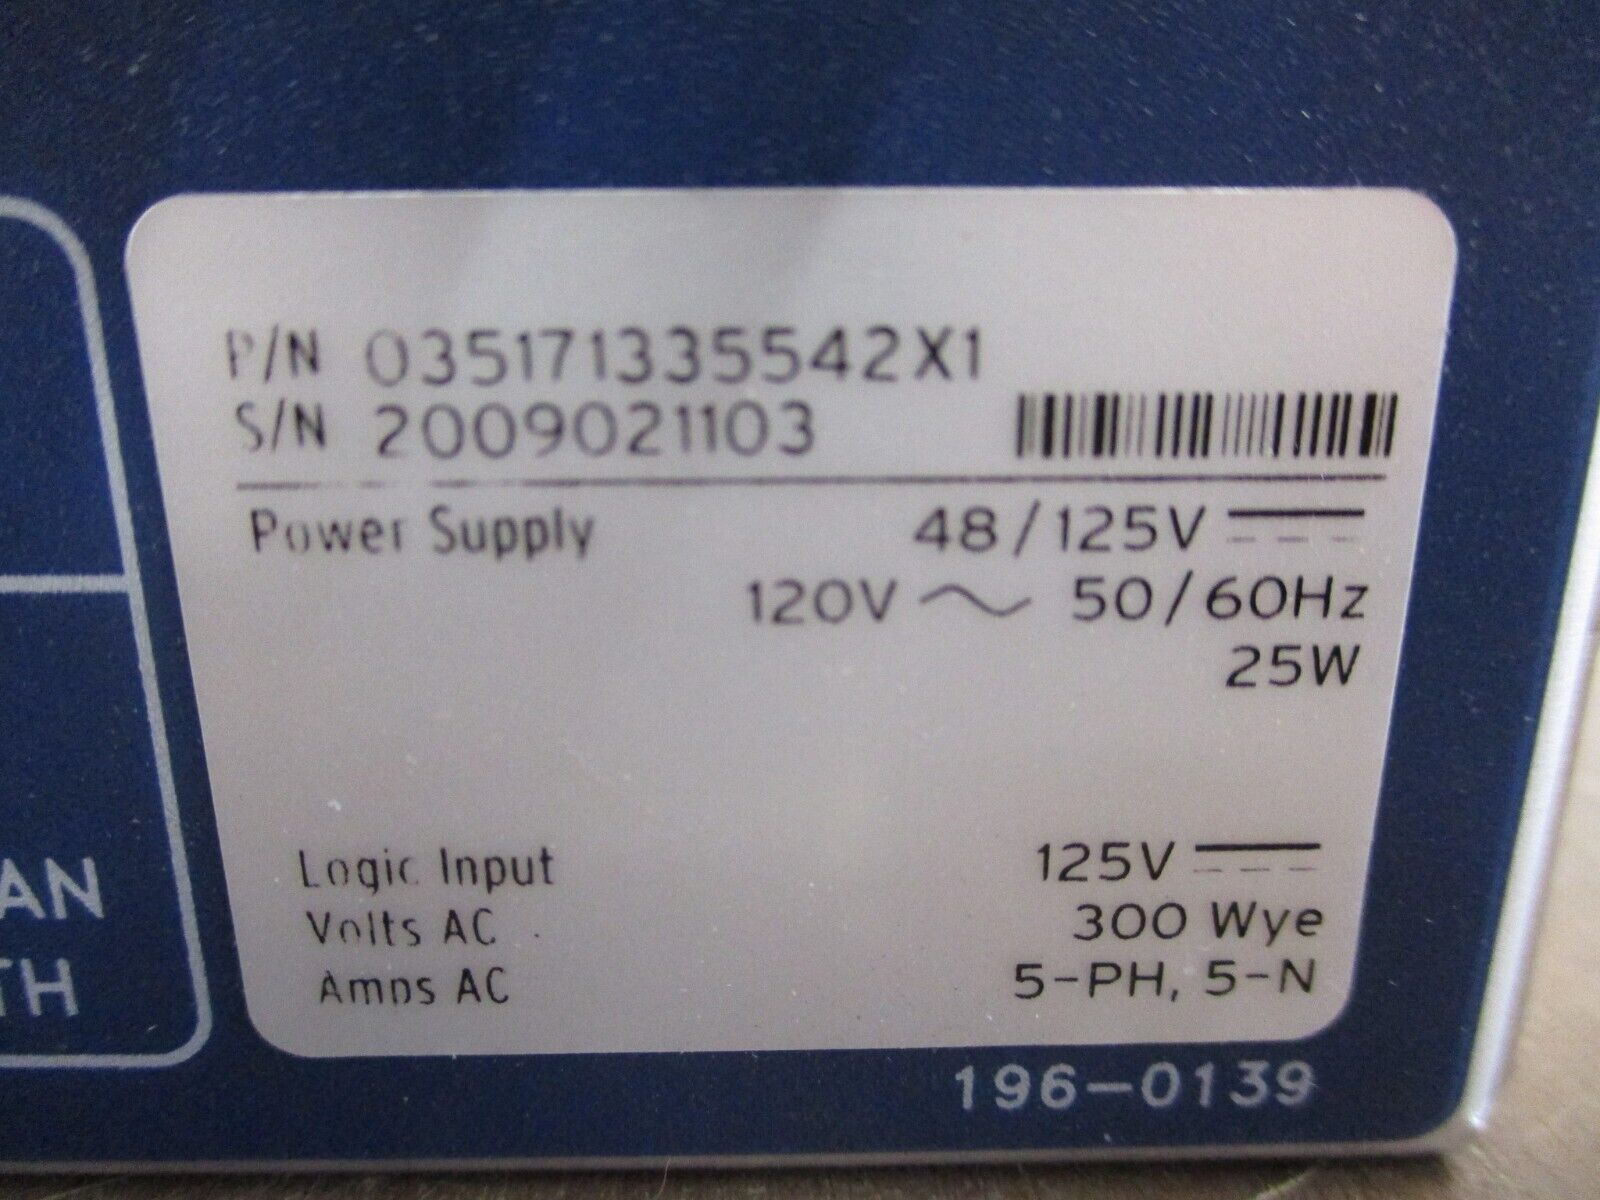 P/N 035171335542X1
S/N 2009021103
Power Supply 48/125V
120V ~ 50/60Hz
25W
Logic Input 125V
Volts AC 300 Wye
Amps AC 5-PH, 5-N
196-0139
AN
TH